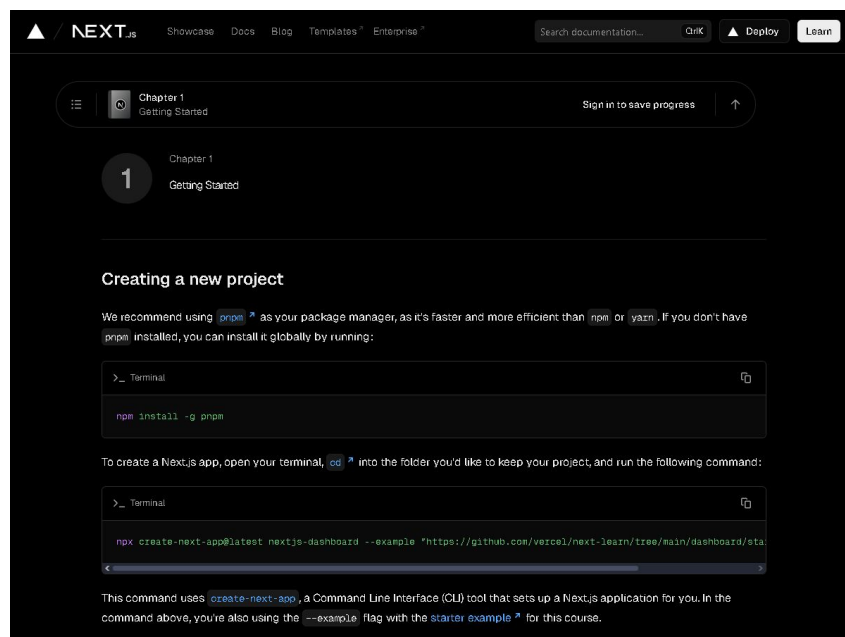 NEXT.JS Showcase Docs Blog Templates Enterprise Search documentation... CtrlK Deploy Learn
Chapter 1
Getting Started
Sign in to save progress
1
Chapter 1
Getting Started
Creating a new project
We recommend using pnpm as your package manager, as it's faster and more efficient than npm or yarn. If you don't have
pnpm installed, you can install it globally by running:
>_ Terminal
npm install -g pnpm
To create a Next.js app, open your terminal, cd into the folder you'd like to keep your project, and run the following command:
>_ Terminal
npx create-next-app@latest nextjs-dashboard --example "https://github.com/vercel/next-learn/tree/main/dashboard/sta
This command uses create-next-app, a Command Line Interface (CLI) tool that sets up a Next.js application for you. In the
command above, you're also using the --example flag with the starter example for this course.